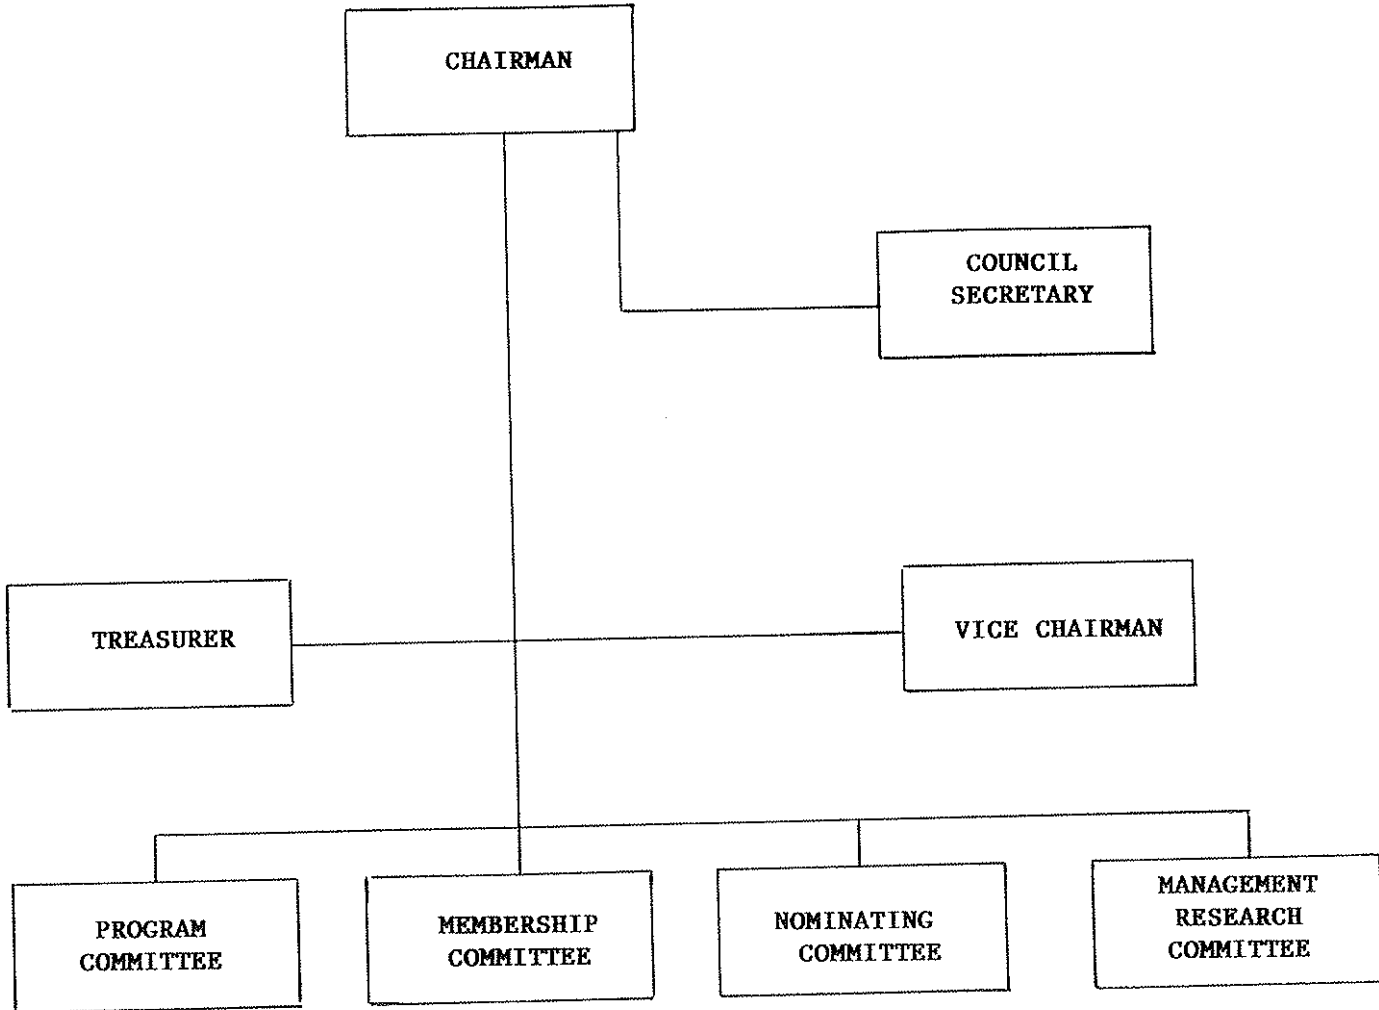 CHAIRMAN
COUNCIL
SECRETARY
TREASURER
VICE CHAIRMAN
PROGRAM
COMMITTEE
MEMBERSHIP
COMMITTEE
NOMINATING
COMMITTEE
MANAGEMENT
RESEARCH
COMMITTEE